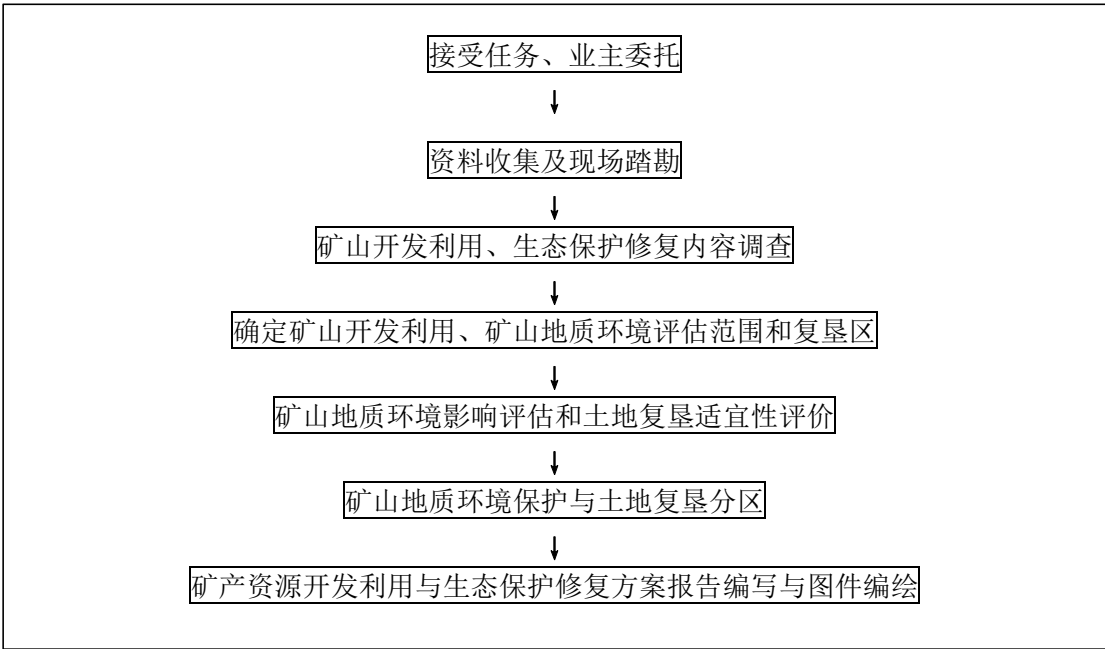 接受任务、业主委托
资料收集及现场踏勘
矿山开发利用、生态保护修复内容调查
确定矿山开发利用、矿山地质环境评估范围和复垦区
矿山地质环境影响评估和土地复垦适宜性评价
矿山地质环境保护与土地复垦分区
矿产资源开发利用与生态保护修复方案报告编写与图件编绘